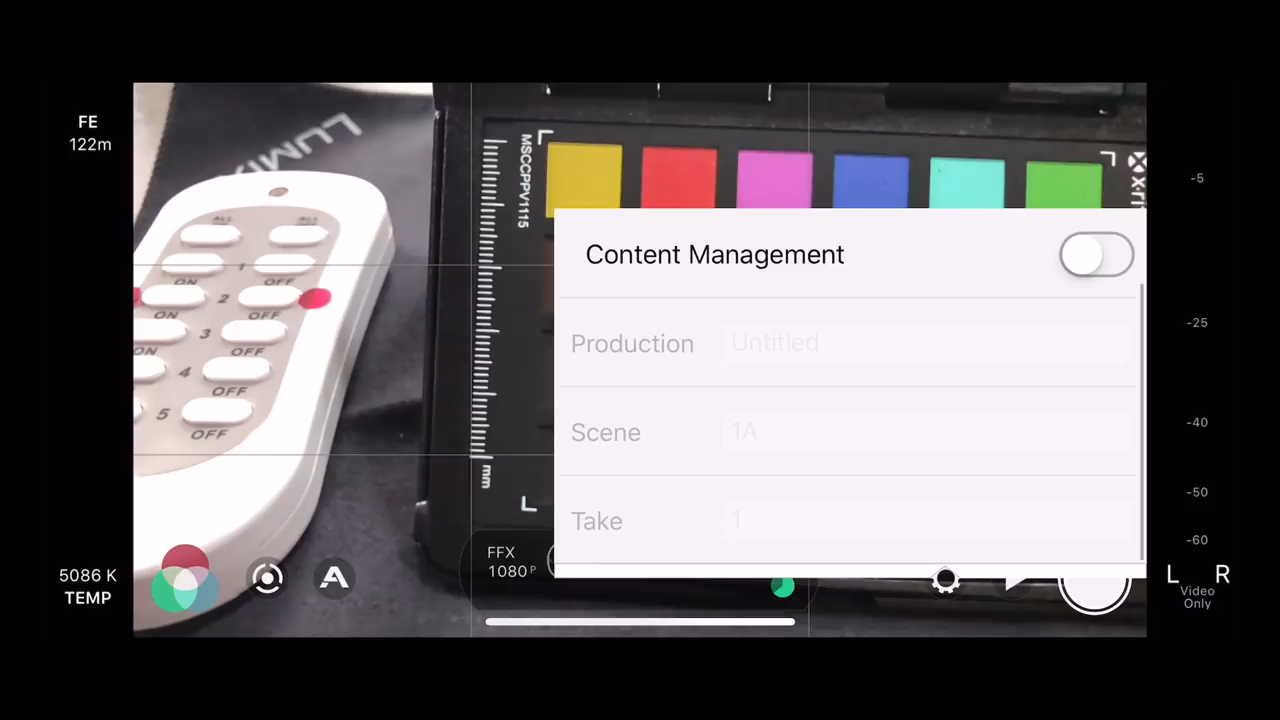 FE
122m
LUMIX
MSCCPPV1115
x-ri
-5
Content Management
Production
Untitled
Scene
1A
Take
1
-25
-40
-50
-60
ALL
ALL
1
ON
OFF
2
ON
OFF
3
ON
OFF
4
OFF
5
OFF
mm
FFX
1080P
5086 K
TEMP
A
L R
Video
Only